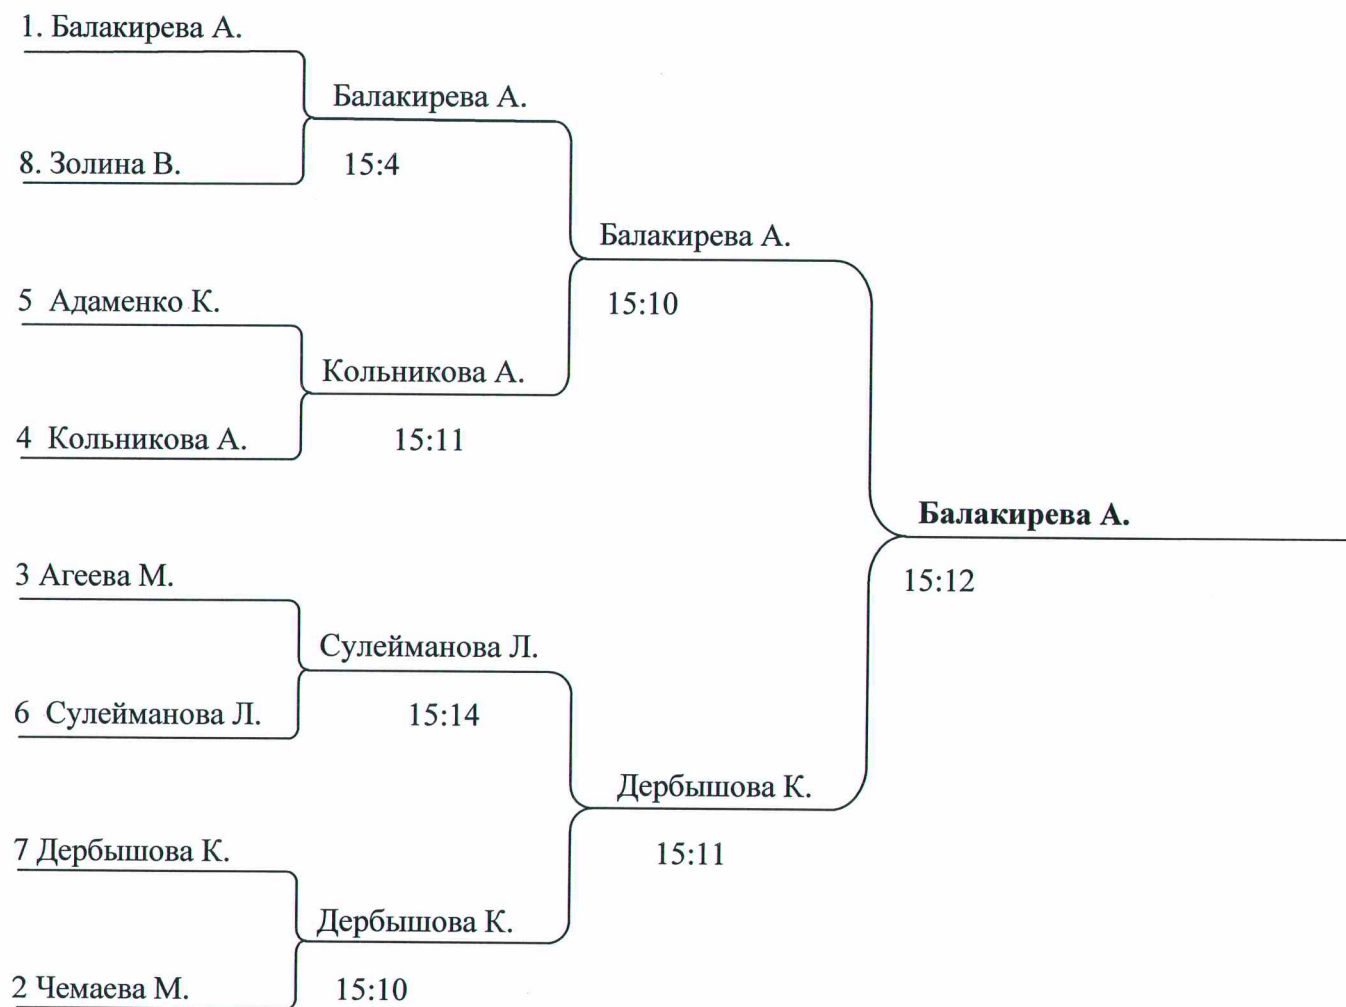 1. Балакирева А.
Балакирева А.
8. Золина В.
15:4
Балакирева А.
5 Адаменко К.
15:10
Кольникова А.
4 Кольникова А.
15:11
Балакирева А.
3 Агеева М.
15:12
Сулейманова Л.
6 Сулейманова Л.
15:14
Дербышова К.
7 Дербышова К.
15:11
Дербышова К.
2 Чемаева М.
15:10